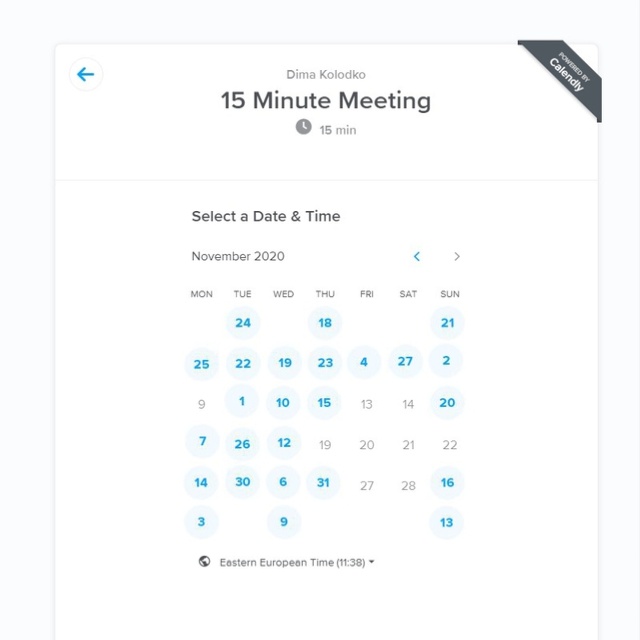 POWERED BY
Calendly
Dima Kolodko
15 Minute Meeting
15 min
Select a Date & Time
November 2020
MON TUE WED THU FRI SAT SUN
24 18 21
25 22 19 23 4 27 2
9 1 10 15 13 14 20
7 26 12 19 20 21 22
14 30 6 31 27 28 16
3 9 13
Eastern European Time (11:38)